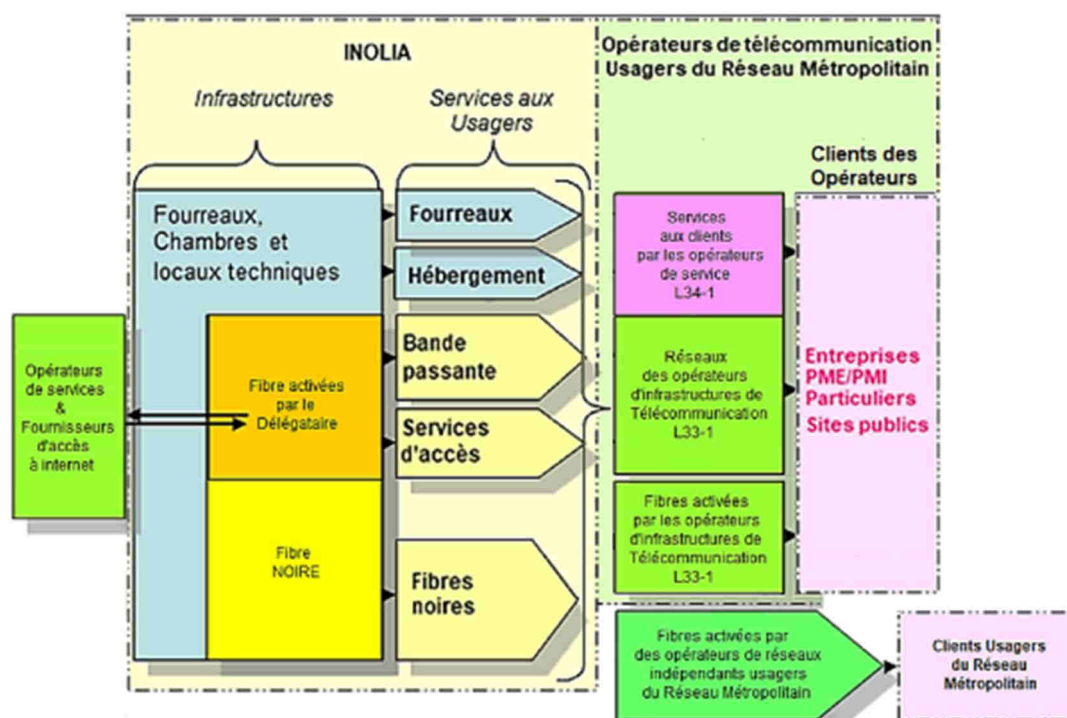 INOLIA
Opérateurs de télécommunication
Usagers du Réseau Métropolitain
Infrastructures
Services aux
Usagers
Clients des
Opérateurs
Fourreaux,
Chambres et
locaux techniques
Fourreaux
Hébergement
Bande
passante
Services
d'accès
Fibres
noires
Opérateurs
de services
&
Fournisseurs
d'accès
à internet
Fibre activées
par le
Délégataire
Fibre
NOIRE
Services
aux clients
par les opérateurs
de service
L34-1
Réseaux
des opérateurs
d'infrastructures de
Télécommunication
L33-1
Fibres activées
par les opérateurs
d'infrastructures de
Télécommunication
L33-1
Entreprises
PME/PMI
Particuliers
Sites publics
Fibres activées par
des opérateurs de réseaux
indépendants usagers
du Réseau Métropolitain
Clients Usagers
du Réseau
Métropolitain